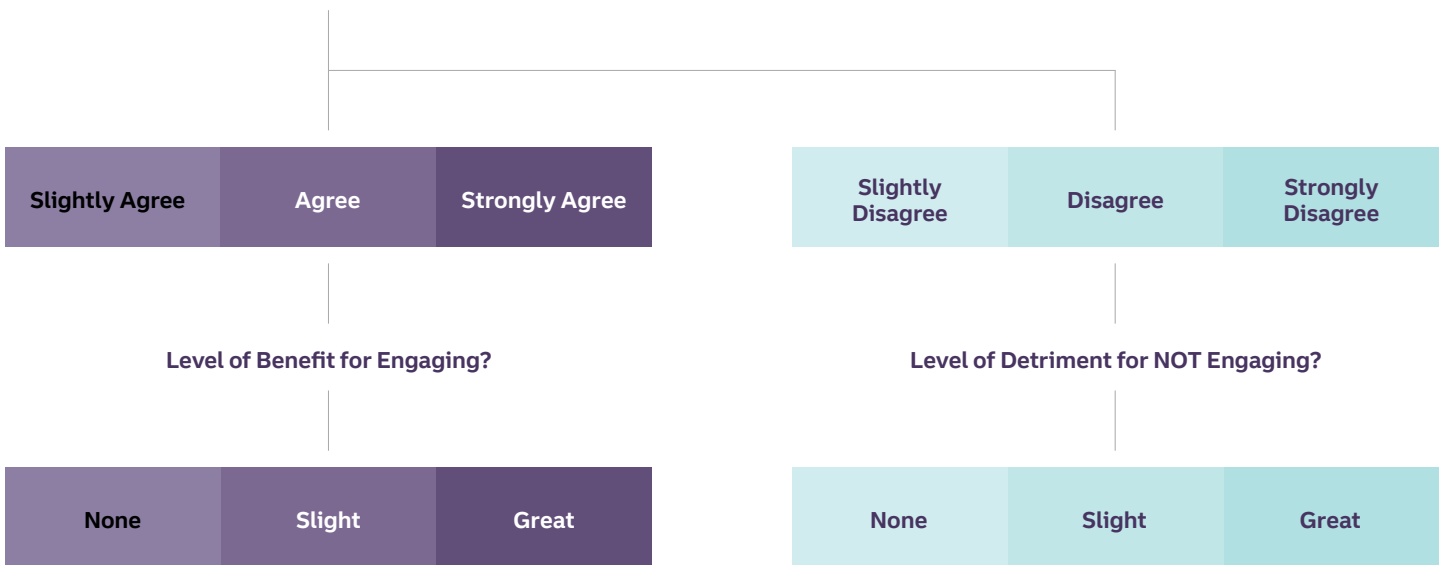 Slightly Agree
Agree
Strongly Agree
Slightly
Disagree
Disagree
Strongly
Disagree
Level of Benefit for Engaging?
Level of Detriment for NOT Engaging?
None
Slight
Great
None
Slight
Great